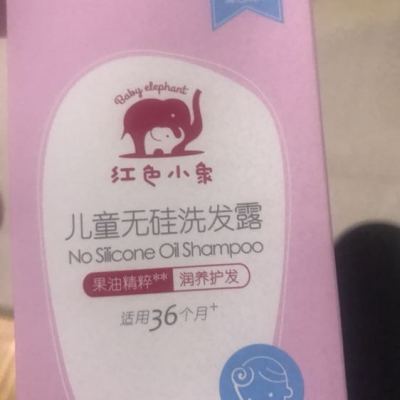 Baby elephant
红色小象
儿童无硅洗发露
No Silicone Oil Shampoo
果油精粹** 润养护发
适用36个月+